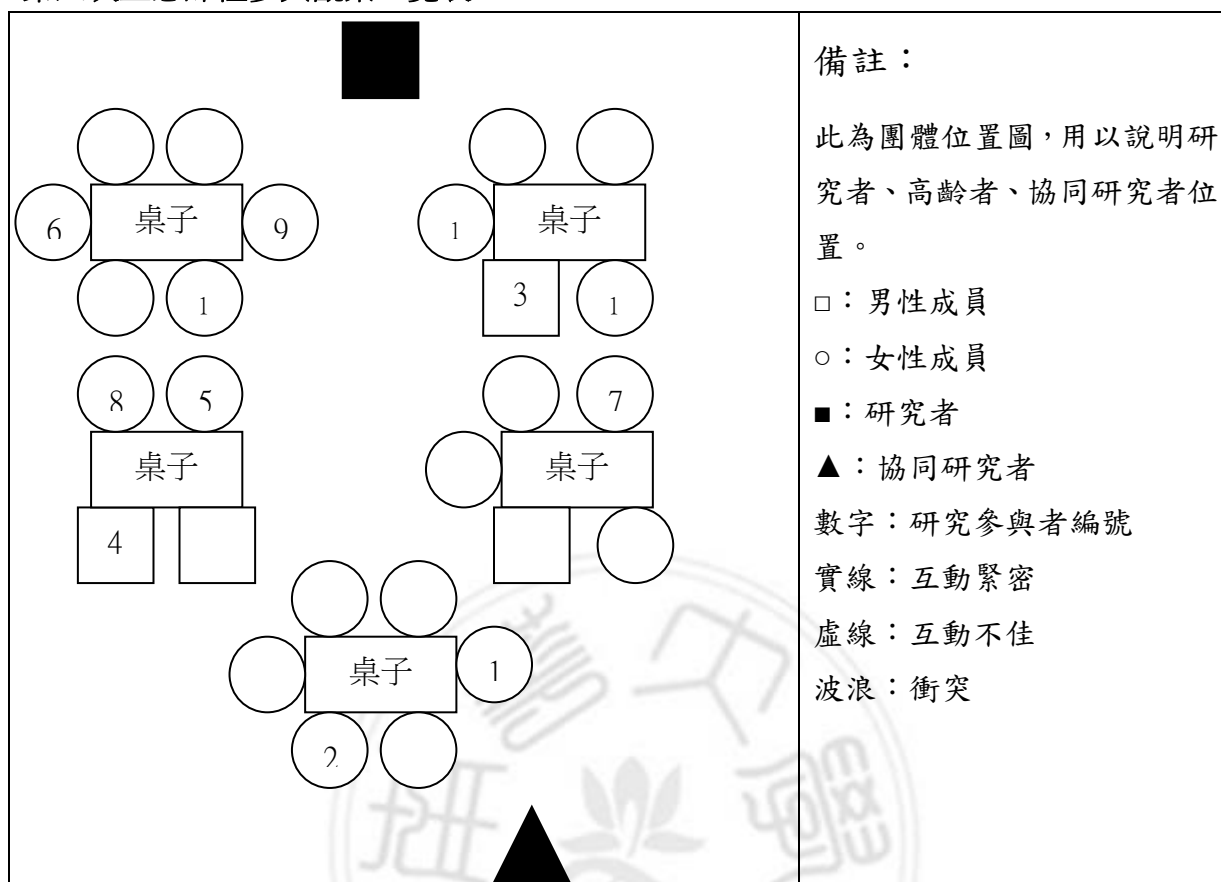 備註：
此為團體位置圖，用以說明研
究者、高齡者、協同研究者位
置。
□：男性成員
○：女性成員
■：研究者
▲：協同研究者
數字：研究參與者編號
實線：互動緊密
虛線：互動不佳
波浪：衝突
6
桌子
9
1
1
桌子
3
1
8
5
桌子
4
7
桌子
桌子
1
2